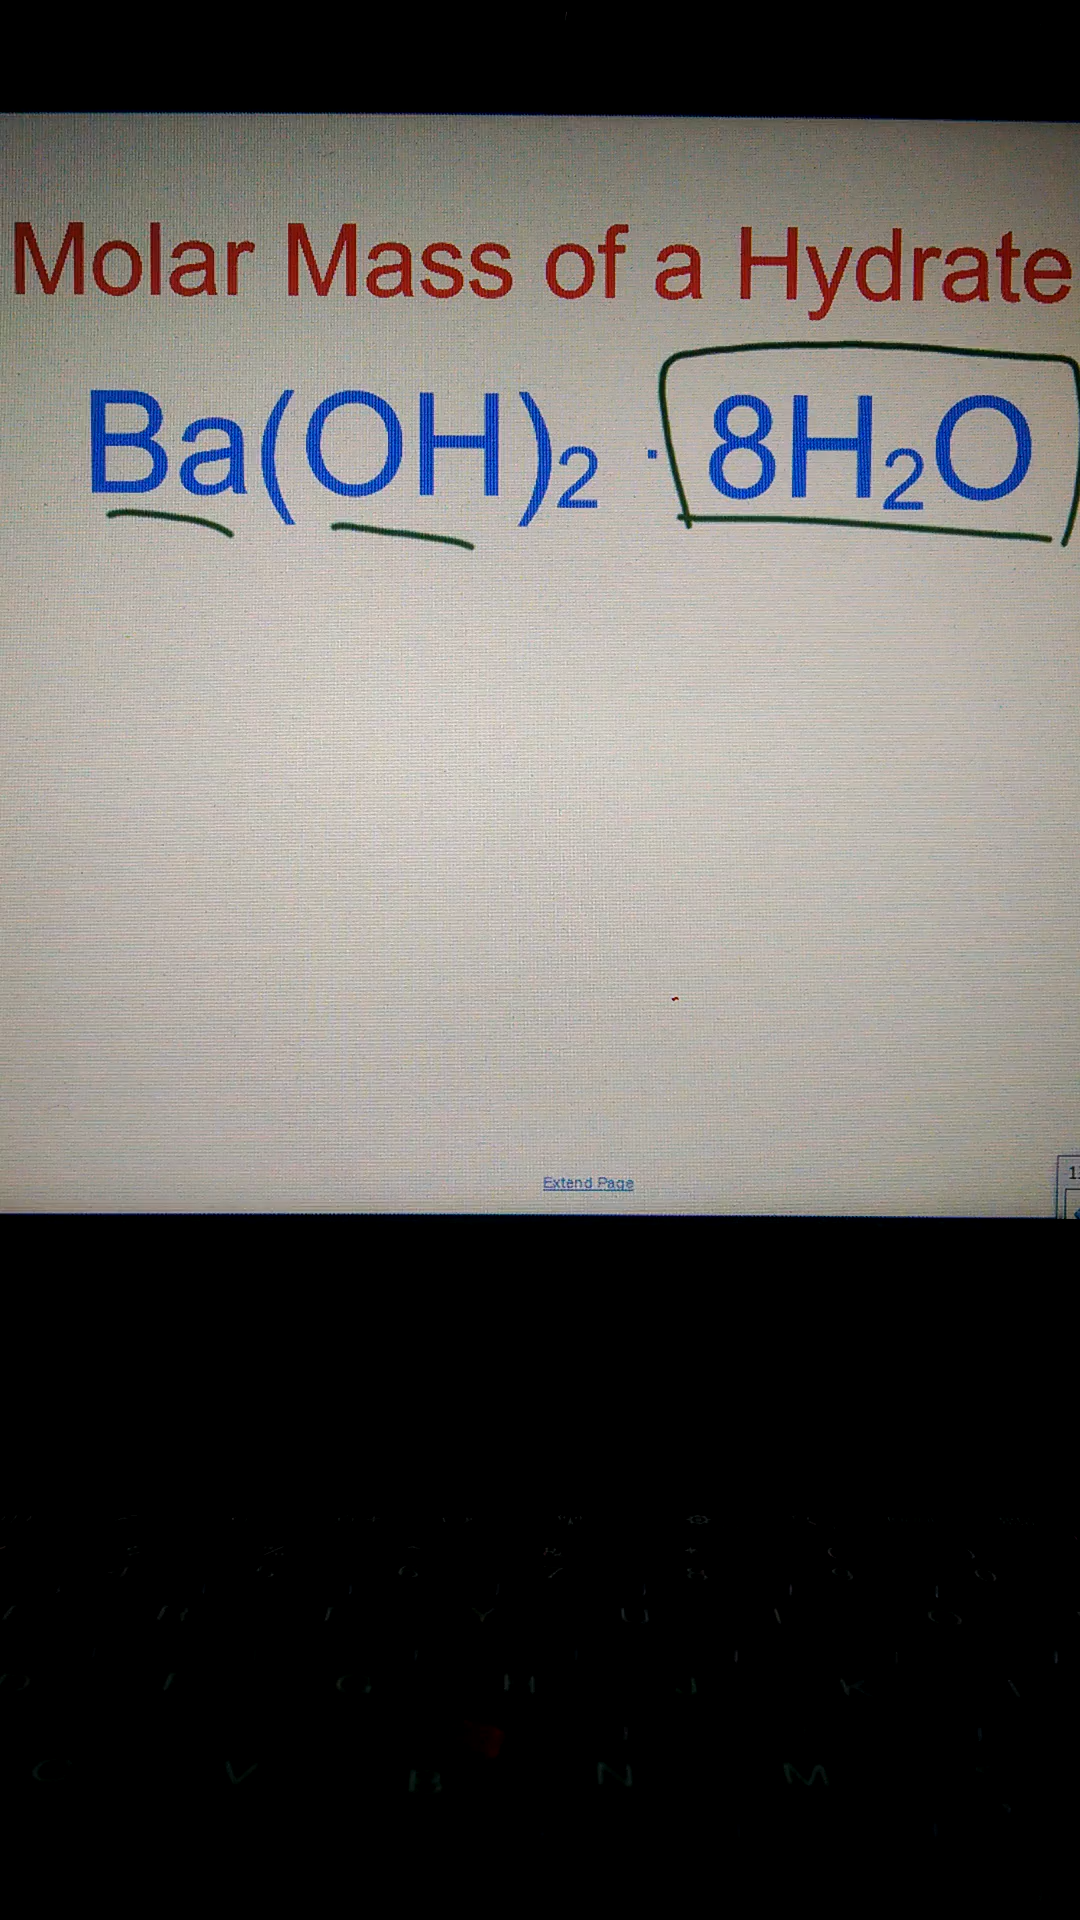 Molar Mass of a Hydrate
Ba(OH)₂ · 8H₂O
Extend Page
C V B N M